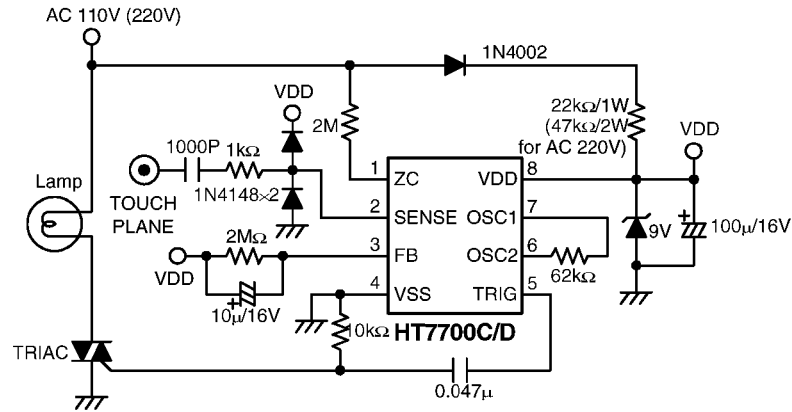 AC 110V (220V)
1N4002
VDD
22kΩ/1W
(47kΩ/2W
for AC 220V)
VDD
2M
1000P
1kΩ
1N4148×2
TOUCH
PLANE
Lamp
1
ZC
VDD
8
2
SENSE
OSC1
7
3
FB
OSC2
6
4
VSS
TRIG
5
9V
100µ/16V
2MΩ
VDD
10µ/16V
62kΩ
10kΩ
HT7700C/D
TRIAC
0.047µ